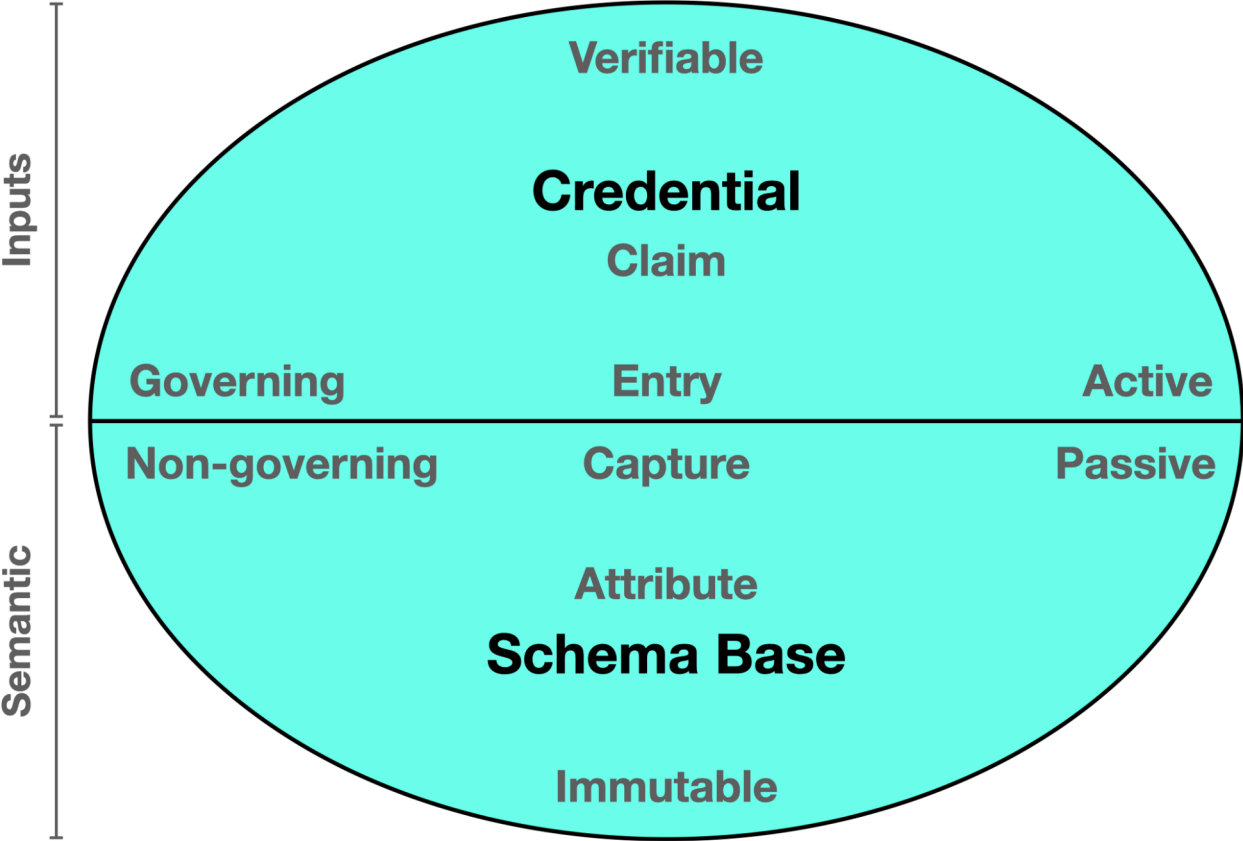 Inputs
Verifiable
Credential
Claim
Governing Entry Active
Semantic
Non-governing Capture Passive
Attribute
Schema Base
Immutable